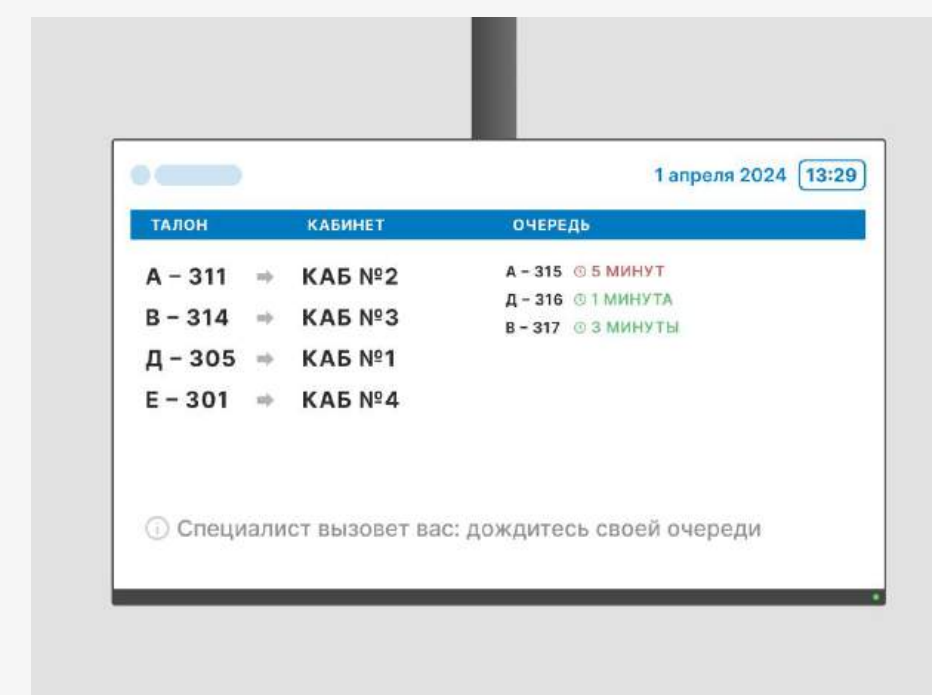 1 апреля 2024 13:29
ТАЛОН КАБИНЕТ ОЧЕРЕДЬ
А – 311 ➡ КАБ №2
В – 314 ➡ КАБ №3
Д – 305 ➡ КАБ №1
Е – 301 ➡ КАБ №4
А – 315 5 МИНУТ
Д – 316 1 МИНУТА
В – 317 3 МИНУТЫ
Специалист вызовет вас: дождитесь своей очереди